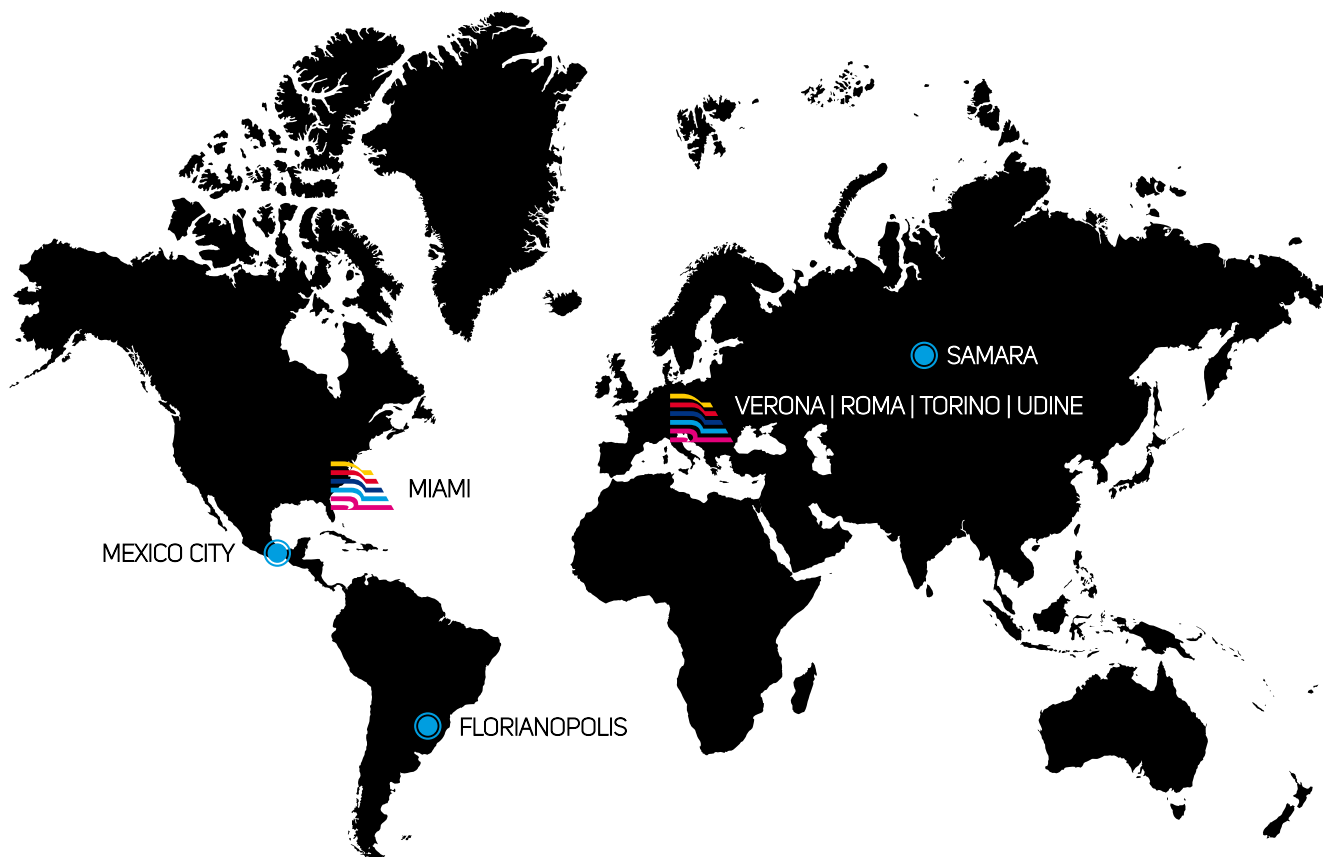 SAMARA
VERONA | ROMA | TORINO | UDINE
MIAMI
MEXICO CITY
FLORIANOPOLIS